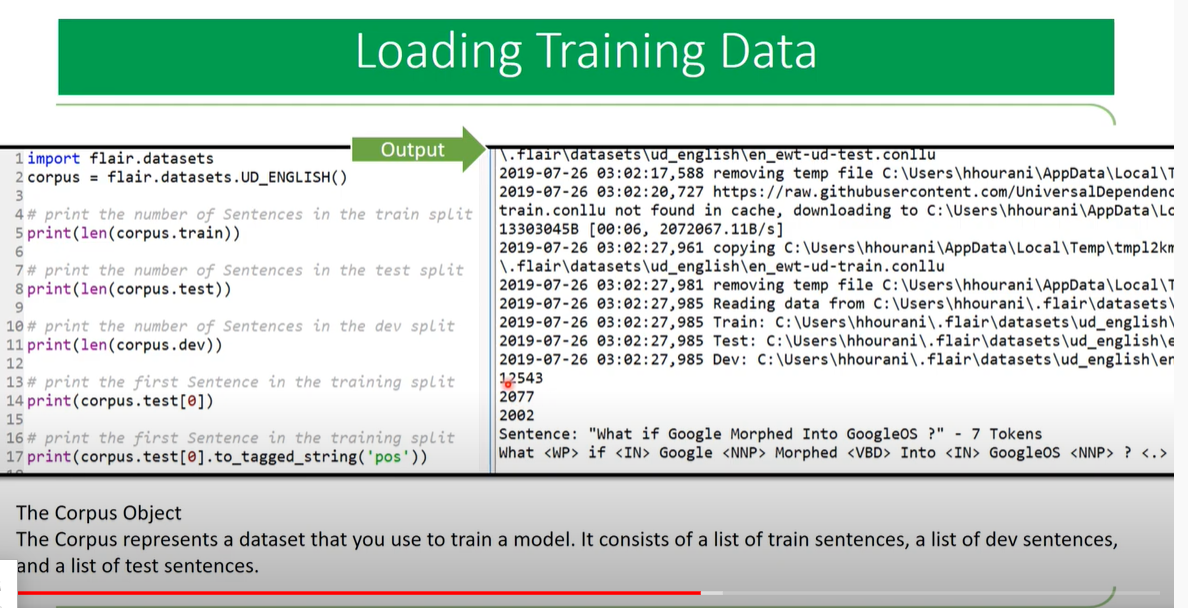 Loading Training Data
Output
1 import flair.datasets
2 corpus = flair.datasets.UD_ENGLISH()
3
4 # print the number of Sentences in the train split
5 print(len(corpus.train))
6
7 # print the number of Sentences in the test split
8 print(len(corpus.test))
9
10 # print the number of Sentences in the dev split
11 print(len(corpus.dev))
12
13 # print the first Sentence in the training split
14 print(corpus.test[0])
15
16 # print the first Sentence in the training split
17 print(corpus.test[0].to_tagged_string('pos'))
\.flair\datasets\ud_english\en_ewt-ud-test.conllu
2019-07-26 03:02:17,588 removing temp file C:\Users\hhourani\AppData\Local\T
2019-07-26 03:02:20,727 https://raw.githubusercontent.com/UniversalDependenc
train.conllu not found in cache, downloading to C:\Users\hhourani\AppData\Lo
13303045B [00:06, 2072067.11B/s]
2019-07-26 03:02:27,961 copying C:\Users\hhourani\AppData\Local\Temp\tmpl2km
\.flair\datasets\ud_english\en_ewt-ud-train.conllu
2019-07-26 03:02:27,981 removing temp file C:\Users\hhourani\AppData\Local\T
2019-07-26 03:02:27,985 Reading data from C:\Users\hhourani\.flair\datasets\
2019-07-26 03:02:27,985 Train: C:\Users\hhourani\.flair\datasets\ud_english\
2019-07-26 03:02:27,985 Test: C:\Users\hhourani\.flair\datasets\ud_english\e
2019-07-26 03:02:27,985 Dev: C:\Users\hhourani\.flair\datasets\ud_english\en
12543
2077
2002
Sentence: "What if Google Morphed Into GoogleOS ?" - 7 Tokens
What <WP> if <IN> Google <NNP> Morphed <VBD> Into <IN> GoogleOS <NNP> ? <.>
The Corpus Object
The Corpus represents a dataset that you use to train a model. It consists of a list of train sentences, a list of dev sentences,
and a list of test sentences.